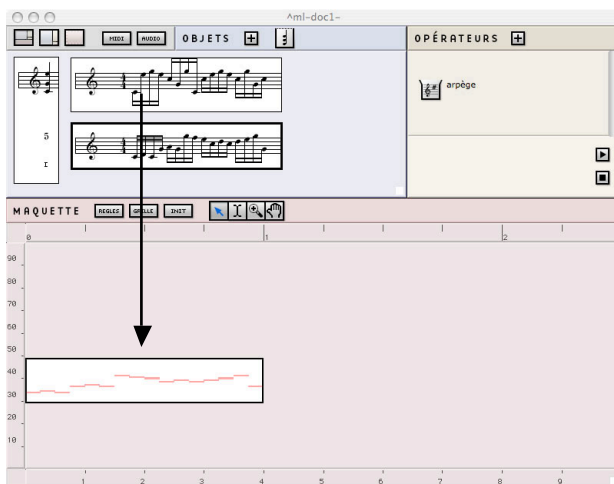 ^ml-doc1-
MIDI AUDIO OBJETS OPÉRATEURS
arpège
5
r
MAQUETTE REGLES GRILLE INIT
0 1 2
90
80
70
60
50
40
30
20
10
1 2 3 4 5 6 7 8 9